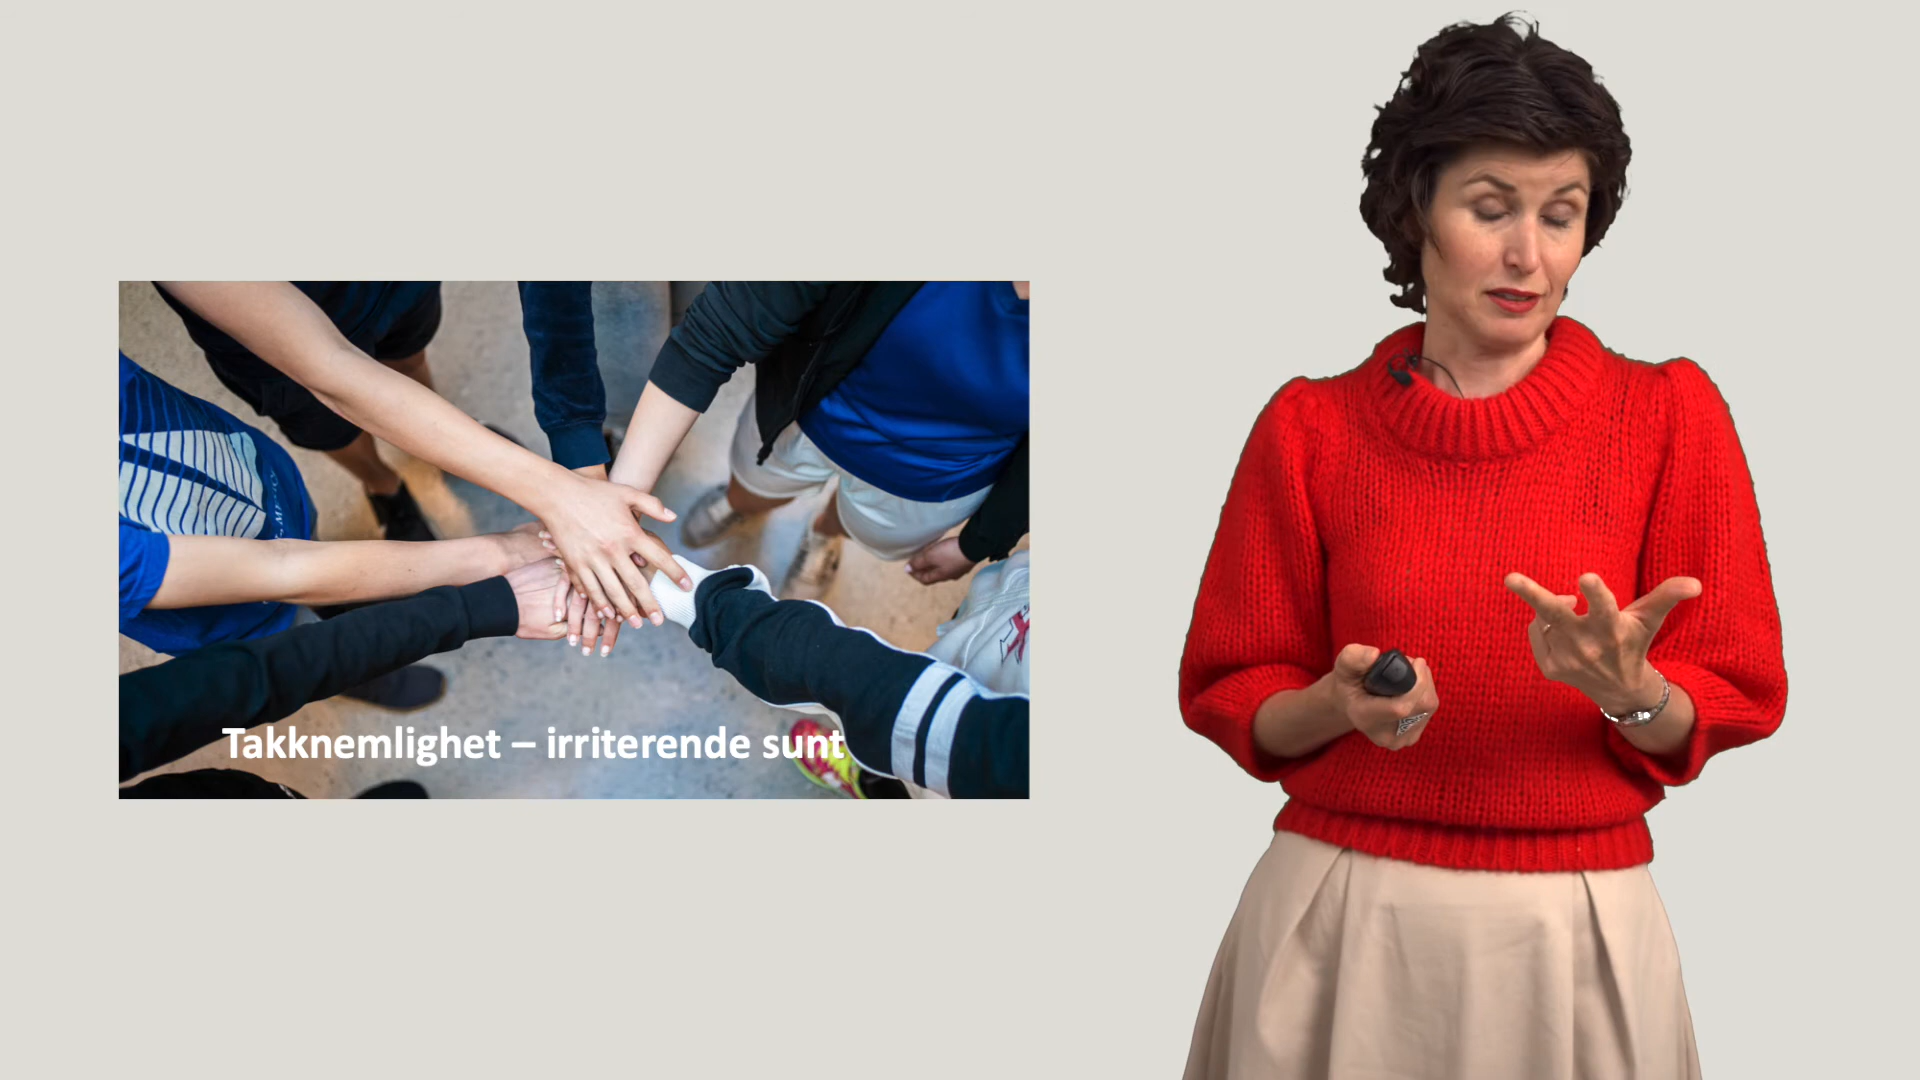 Takknemlighet – irriterende sunt